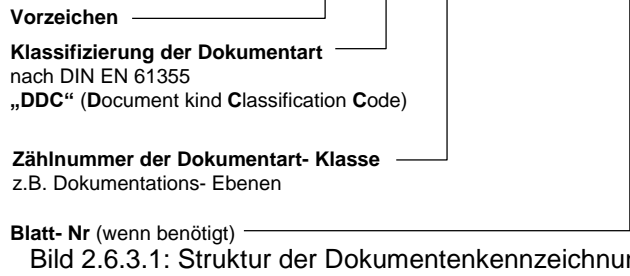 Vorzeichen
Klassifizierung der Dokumentart
nach DIN EN 61355
„DDC“ (Document kind Classification Code)
Zählnummer der Dokumentart- Klasse
z.B. Dokumentations- Ebenen
Blatt- Nr (wenn benötigt)
Bild 2.6.3.1: Struktur der